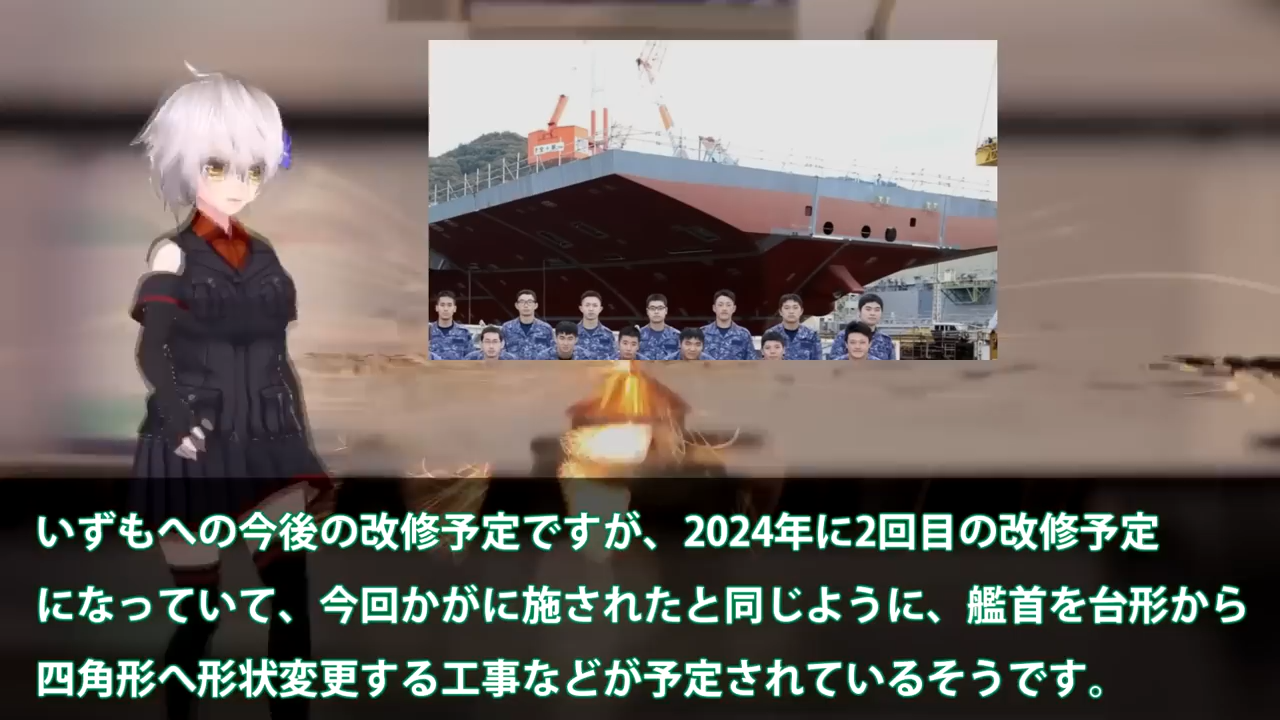 いずもへの今後の改修予定ですが、2024年に2回目の改修予定
になっていて、今回かがに施されたと同じように、艦首を台形から
四角形へ形状変更する工事などが予定されているそうです。